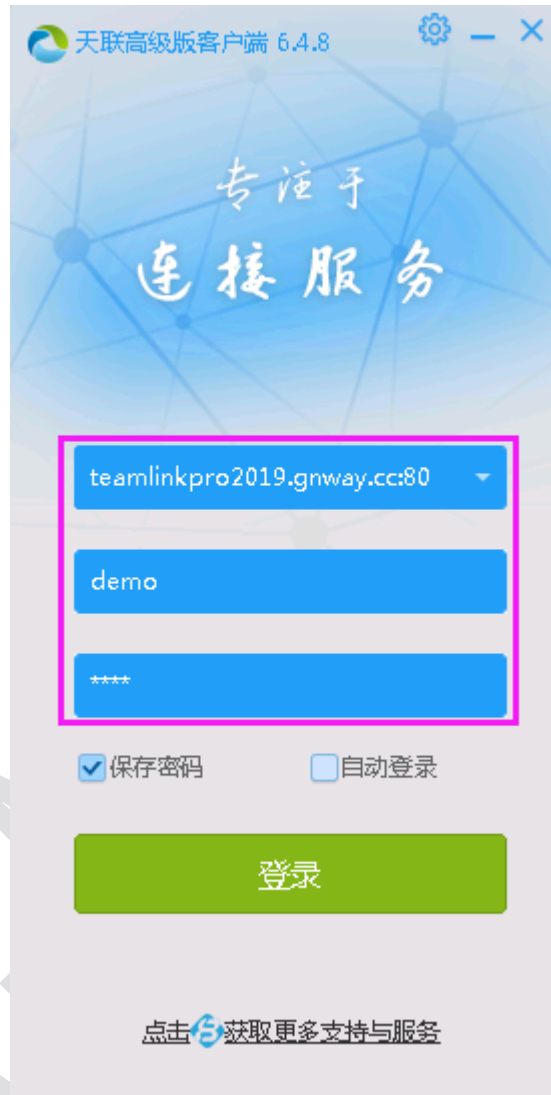 天联高级版客户端 6.4.8
专注于
连接服务
teamlinkpro2019.gnway.cc:80
demo
****
保存密码 自动登录
登录
点击获取更多支持与服务